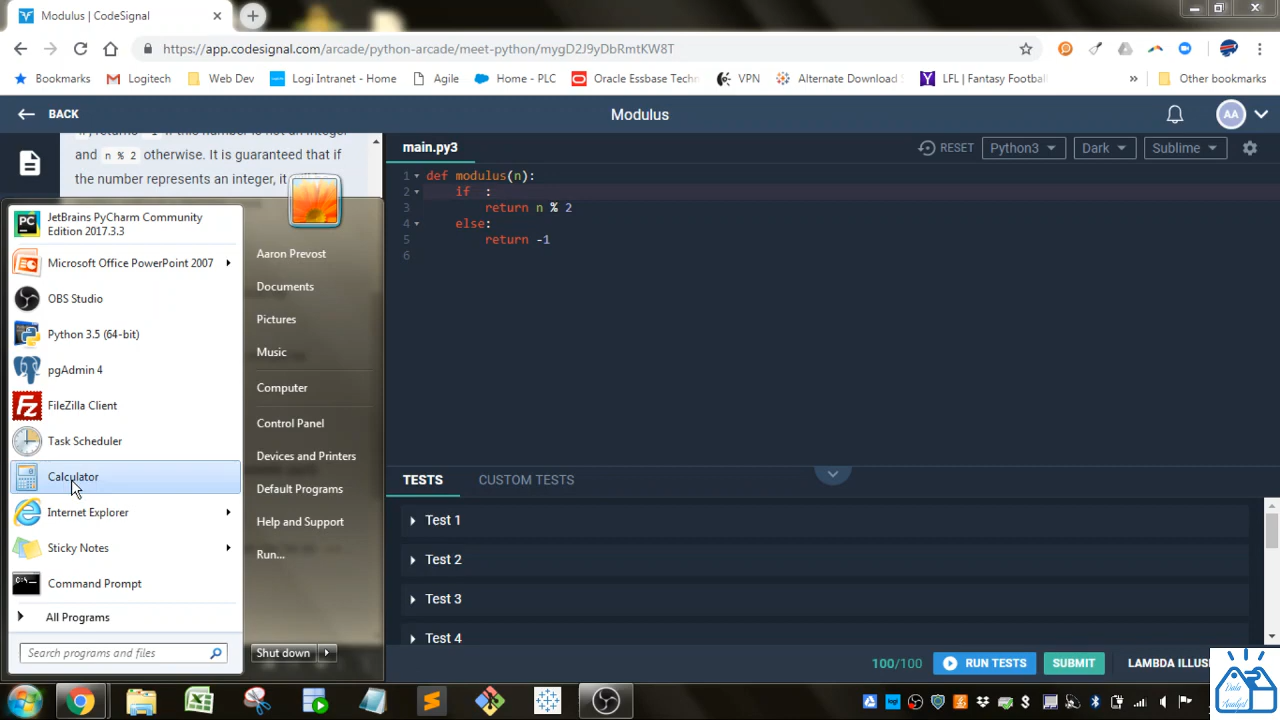 Modulus | CodeSignal
https://app.codesignal.com/arcade/python-arcade/meet-python/mygD2J9yDbRmtKW8T
Bookmarks Logitech Web Dev Logi Intranet - Home Agile Home - PLC Oracle Essbase Techn VPN Alternate Download LFL | Fantasy Football » Other bookmarks
BACK Modulus AA
and n % 2 otherwise. It is guaranteed that if
the number represents an integer, it
main.py3 RESET Python3 Dark Sublime
1 def modulus(n):
2 if :
3 return n % 2
4 else:
5 return -1
6
JetBrains PyCharm Community
Edition 2017.3.3
Microsoft Office PowerPoint 2007
OBS Studio
Python 3.5 (64-bit)
pgAdmin 4
FileZilla Client
Task Scheduler
Calculator
Internet Explorer
Sticky Notes
Command Prompt
All Programs
Search programs and files
Aaron Prevost
Documents
Pictures
Music
Computer
Control Panel
Devices and Printers
Default Programs
Help and Support
Run...
Shut down
TESTS CUSTOM TESTS
Test 1
Test 2
Test 3
Test 4
100/100 RUN TESTS SUBMIT LAMBDA ILLUS
Data
Analyst